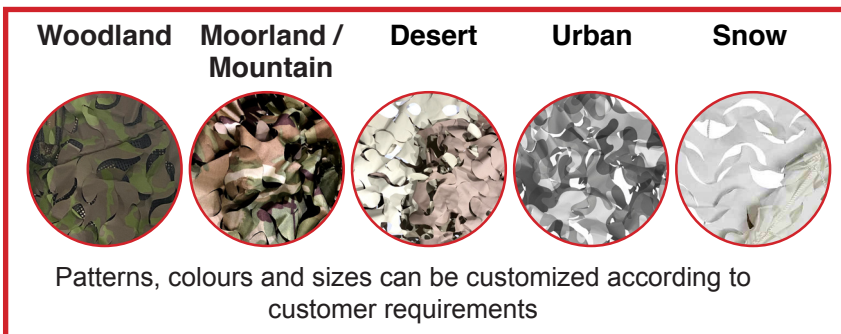 Woodland
Moorland /
Mountain
Desert
Urban
Snow
Patterns, colours and sizes can be customized according to
customer requirements